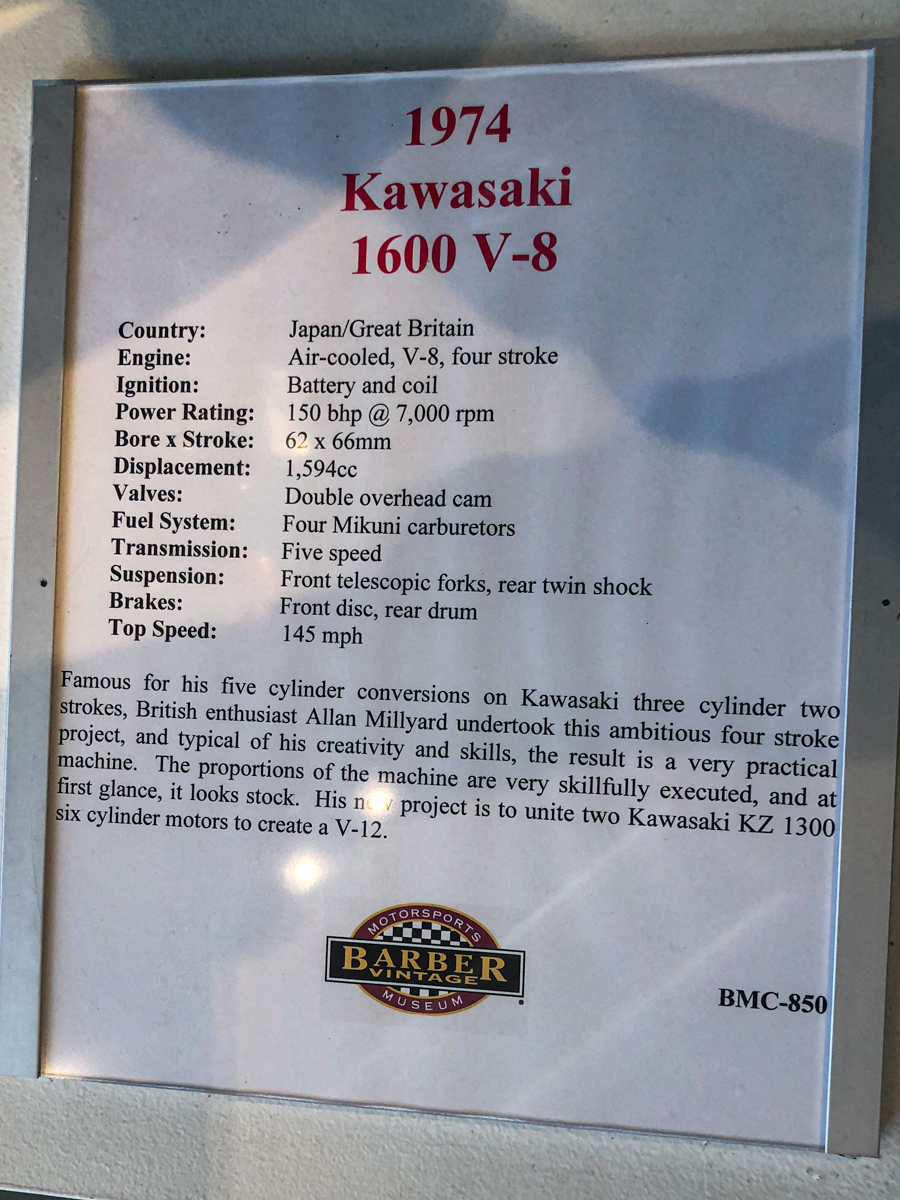 1974
Kawasaki
1600 V-8
Country: Japan/Great Britain
Engine: Air-cooled, V-8, four stroke
Ignition: Battery and coil
Power Rating: 150 bhp @ 7,000 rpm
Bore x Stroke: 62 x 66mm
Displacement: 1,594cc
Valves: Double overhead cam
Fuel System: Four Mikuni carburetors
Transmission: Five speed
Suspension: Front telescopic forks, rear twin shock
Brakes: Front disc, rear drum
Top Speed: 145 mph
Famous for his five cylinder conversions on Kawasaki three cylinder two
strokes, British enthusiast Allan Millyard undertook this ambitious four stroke
project, and typical of his creativity and skills, the result is a very practical
machine. The proportions of the machine are very skillfully executed, and at
first glance, it looks stock. His new project is to unite two Kawasaki KZ 1300
six cylinder motors to create a V-12.
MOTORSPORTS
BARBER
VINTAGE
MUSEUM
BMC-850